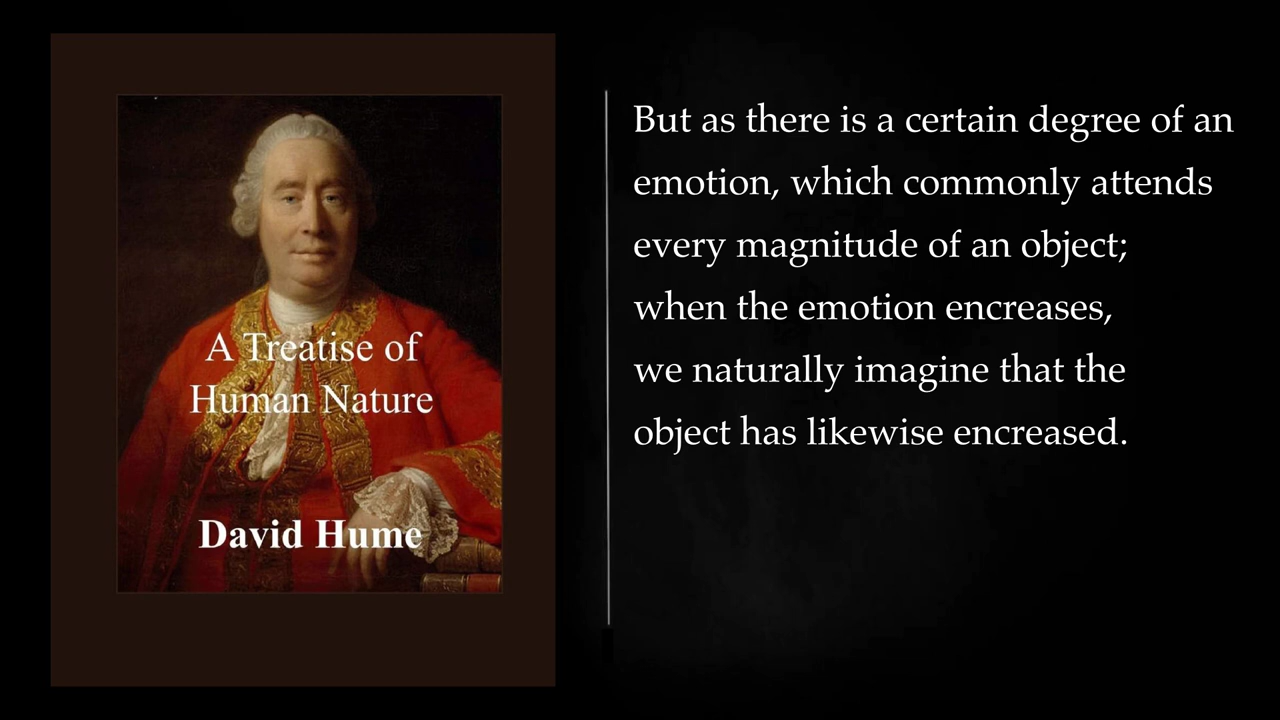 A Treatise of
Human Nature
David Hume
But as there is a certain degree of an
emotion, which commonly attends
every magnitude of an object;
when the emotion encreases,
we naturally imagine that the
object has likewise encreased.